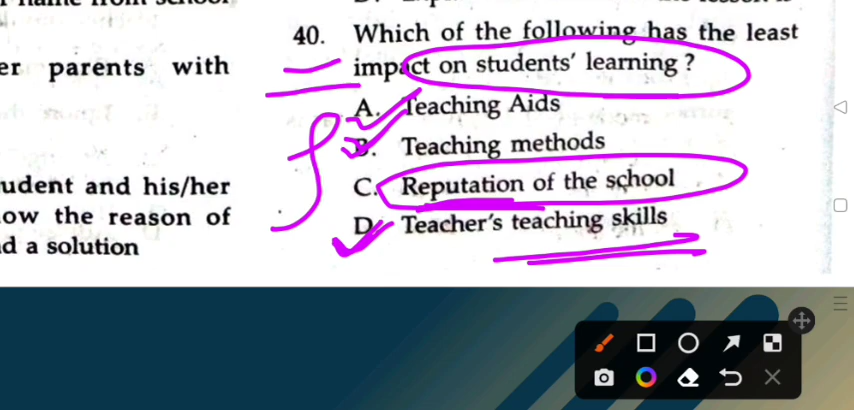 er parents with
udent and his/her
ow the reason of
d a solution
40. Which of the following has the least
impact on students' learning ?
A. Teaching Aids
B. Teaching methods
C. Reputation of the school
D. Teacher's teaching skills